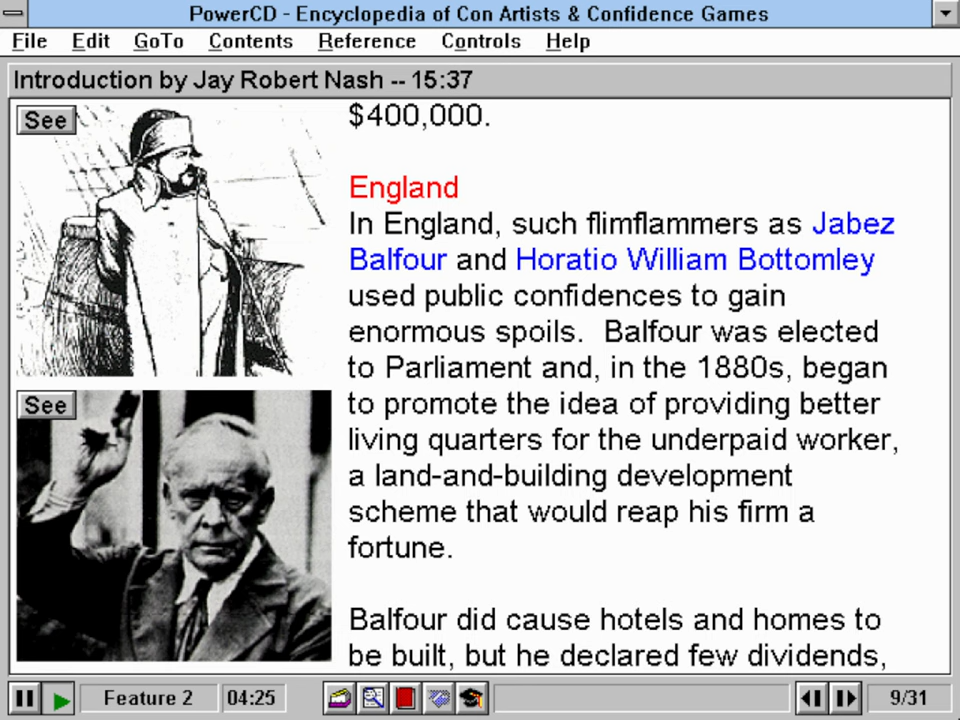 PowerCD - Encyclopedia of Con Artists & Confidence Games
File Edit GoTo Contents Reference Controls Help
Introduction by Jay Robert Nash -- 15:37
See
$400,000.
England
In England, such flimflammers as Jabez
Balfour and Horatio William Bottomley
used public confidences to gain
enormous spoils.  Balfour was elected
to Parliament and, in the 1880s, began
to promote the idea of providing better
See
living quarters for the underpaid worker,
a land-and-building development
scheme that would reap his firm a
fortune.
Balfour did cause hotels and homes to
be built, but he declared few dividends,
Feature 2 04:25 9/31